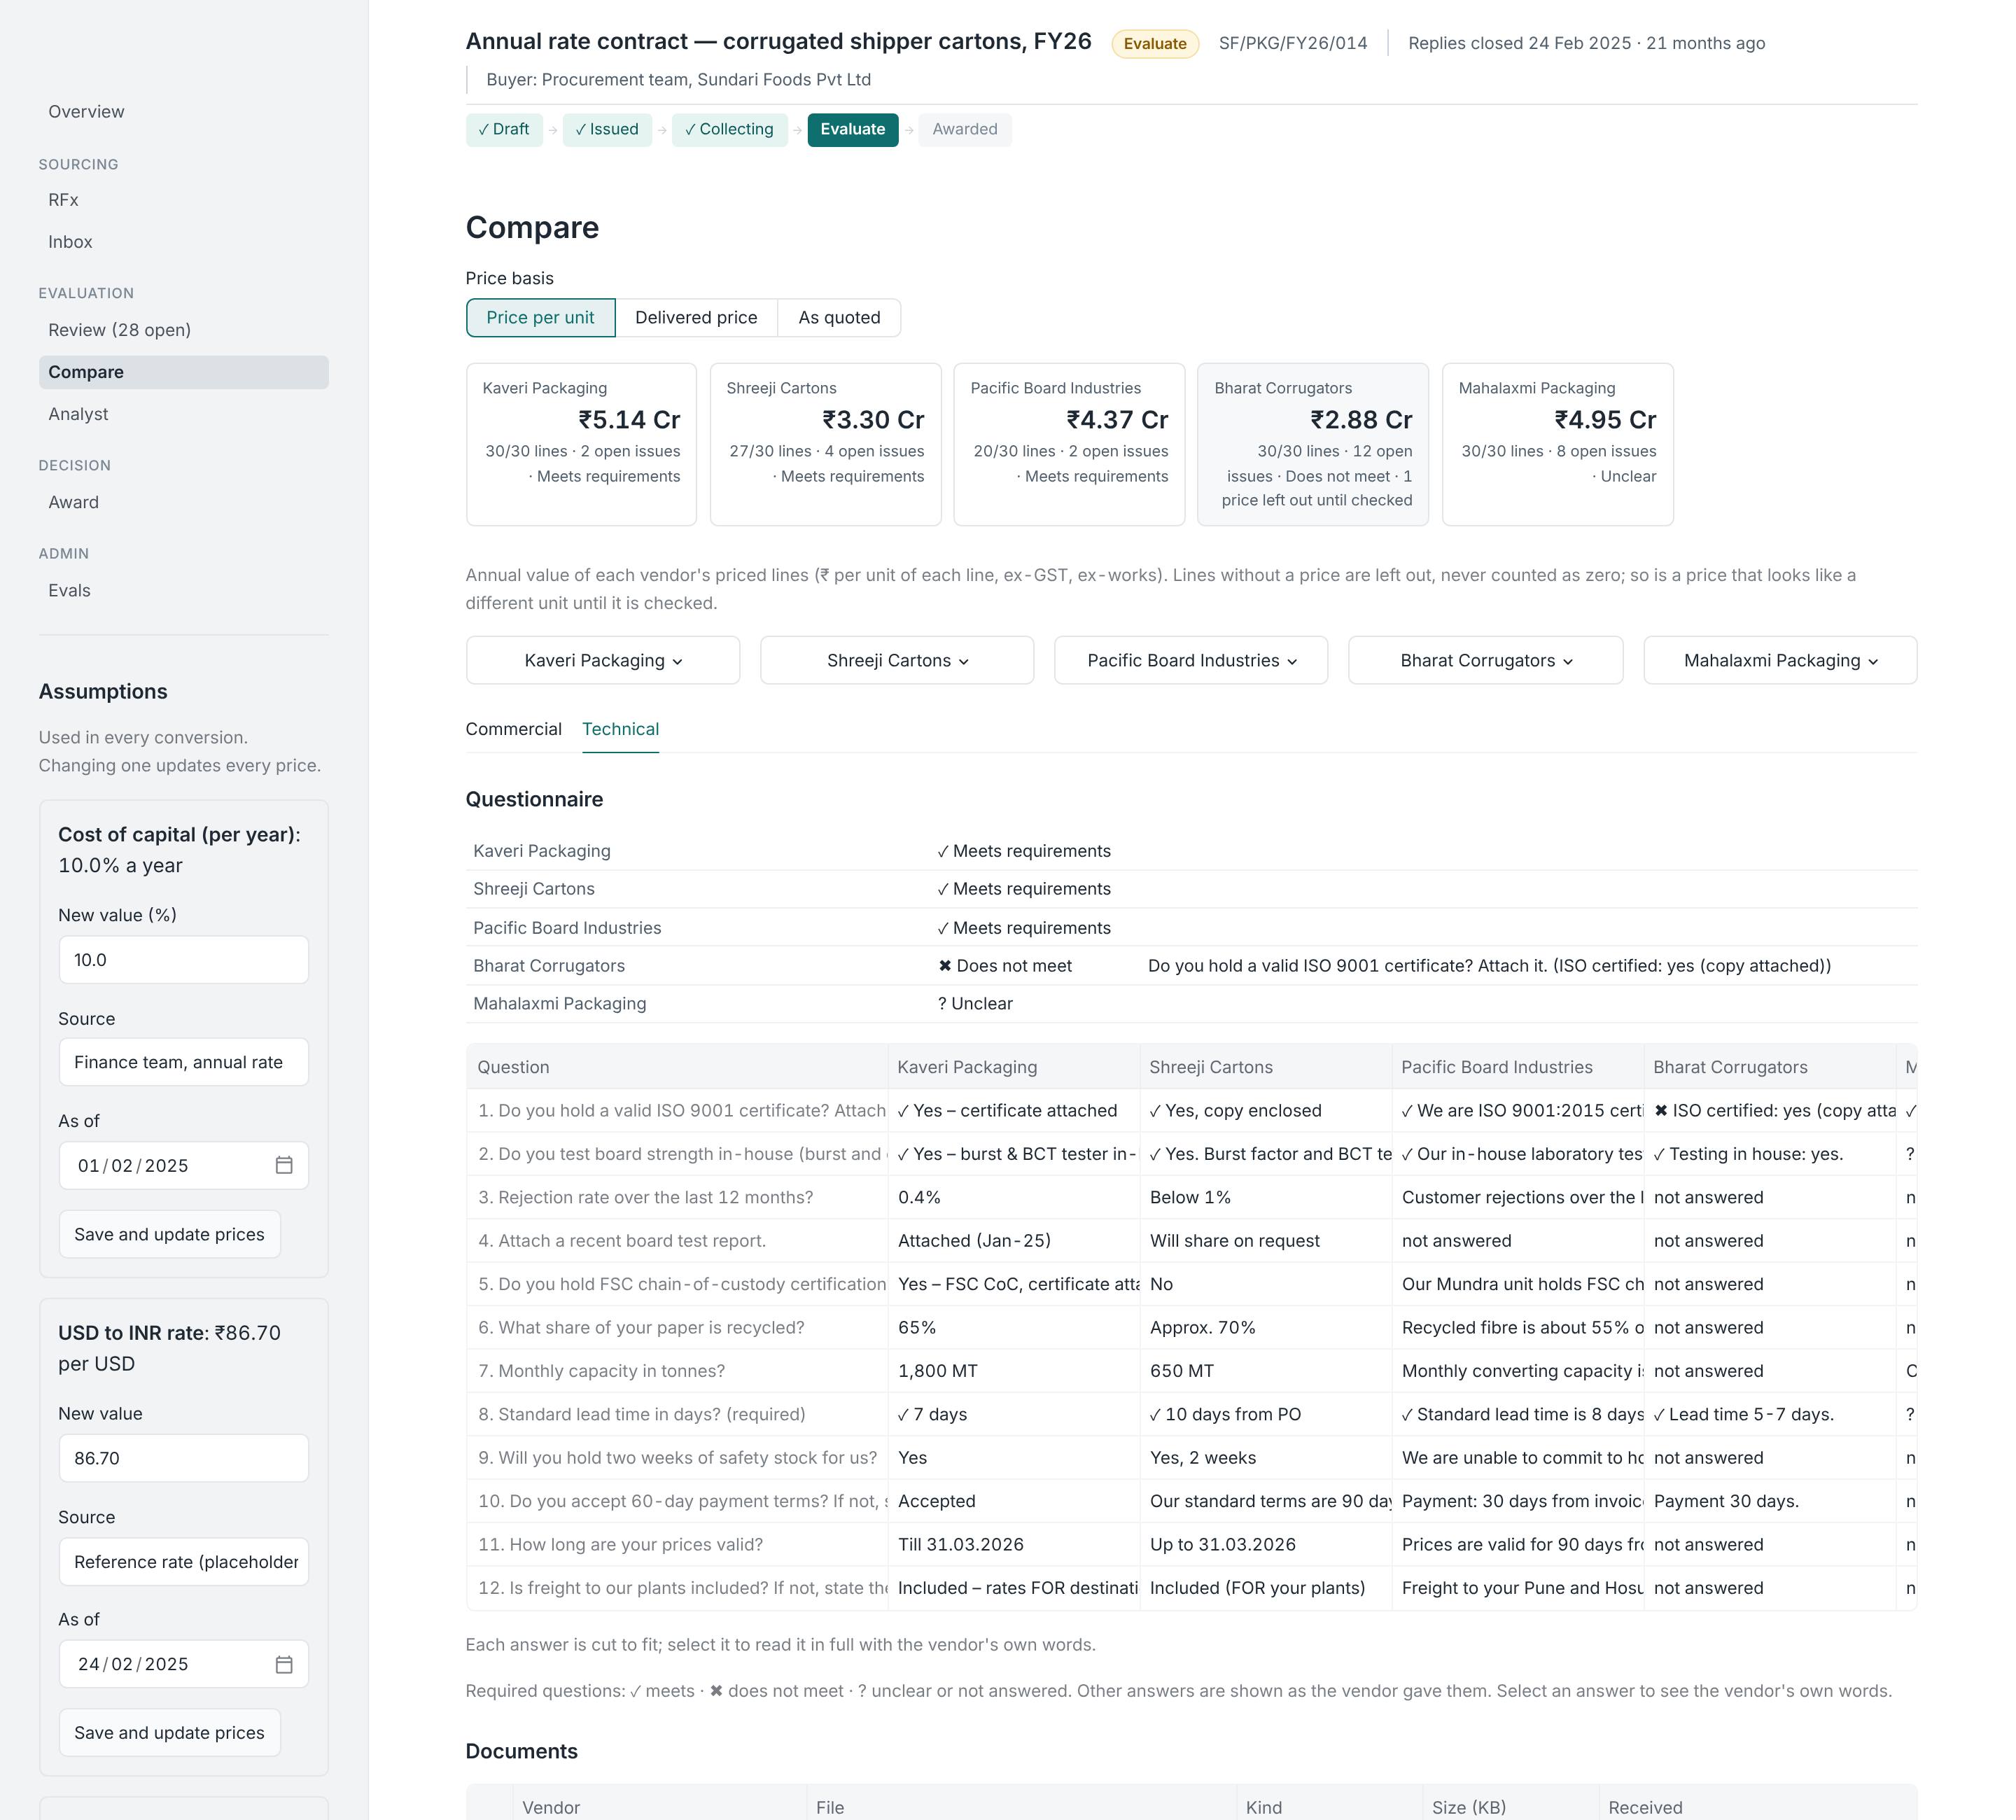 Overview
SOURCING
RFx
Inbox
EVALUATION
Review (28 open)
Compare
Analyst
DECISION
Award
ADMIN
Evals
Assumptions
Used in every conversion.
Changing one updates every price.
Cost of capital (per year):
10.0% a year
New value (%)
10.0
Source
Finance team, annual rate
As of
01/02/2025
Save and update prices
USD to INR rate: ₹86.70
per USD
New value
86.70
Source
Reference rate (placeholder
As of
24/02/2025
Save and update prices
Annual rate contract — corrugated shipper cartons, FY26 Evaluate SF/PKG/FY26/014 Replies closed 24 Feb 2025 · 21 months ago
Buyer: Procurement team, Sundari Foods Pvt Ltd
✓ Draft → ✓ Issued → ✓ Collecting → Evaluate → Awarded
Compare
Price basis
Price per unit Delivered price As quoted
Kaveri Packaging
₹5.14 Cr
30/30 lines · 2 open issues
· Meets requirements
Shreeji Cartons
₹3.30 Cr
27/30 lines · 4 open issues
· Meets requirements
Pacific Board Industries
₹4.37 Cr
20/30 lines · 2 open issues
· Meets requirements
Bharat Corrugators
₹2.88 Cr
30/30 lines · 12 open
issues · Does not meet · 1
price left out until checked
Mahalaxmi Packaging
₹4.95 Cr
30/30 lines · 8 open issues
· Unclear
Annual value of each vendor's priced lines (₹ per unit of each line, ex-GST, ex-works). Lines without a price are left out, never counted as zero; so is a price that looks like a
different unit until it is checked.
Kaveri Packaging Shreeji Cartons Pacific Board Industries Bharat Corrugators Mahalaxmi Packaging
Commercial Technical
Questionnaire
Kaveri Packaging ✓ Meets requirements
Shreeji Cartons ✓ Meets requirements
Pacific Board Industries ✓ Meets requirements
Bharat Corrugators ✖ Does not meet Do you hold a valid ISO 9001 certificate? Attach it. (ISO certified: yes (copy attached))
Mahalaxmi Packaging ? Unclear
Question Kaveri Packaging Shreeji Cartons Pacific Board Industries Bharat Corrugators M
1. Do you hold a valid ISO 9001 certificate? Attach ✓ Yes – certificate attached ✓ Yes, copy enclosed ✓ We are ISO 9001:2015 certi ✖ ISO certified: yes (copy atta ✓
2. Do you test board strength in-house (burst and ✓ Yes – burst & BCT tester in- ✓ Yes. Burst factor and BCT te ✓ Our in-house laboratory tes ✓ Testing in house: yes. ?
3. Rejection rate over the last 12 months? 0.4% Below 1% Customer rejections over the l not answered n
4. Attach a recent board test report. Attached (Jan-25) Will share on request not answered not answered n
5. Do you hold FSC chain-of-custody certification Yes – FSC CoC, certificate atta No Our Mundra unit holds FSC ch not answered n
6. What share of your paper is recycled? 65% Approx. 70% Recycled fibre is about 55% o not answered n
7. Monthly capacity in tonnes? 1,800 MT 650 MT Monthly converting capacity is not answered C
8. Standard lead time in days? (required) ✓ 7 days ✓ 10 days from PO ✓ Standard lead time is 8 days ✓ Lead time 5-7 days. ?
9. Will you hold two weeks of safety stock for us? Yes Yes, 2 weeks We are unable to commit to ho not answered n
10. Do you accept 60-day payment terms? If not, s Accepted Our standard terms are 90 day Payment: 30 days from invoic Payment 30 days. n
11. How long are your prices valid? Till 31.03.2026 Up to 31.03.2026 Prices are valid for 90 days fro not answered n
12. Is freight to our plants included? If not, state the Included – rates FOR destinati Included (FOR your plants) Freight to your Pune and Hosu not answered n
Each answer is cut to fit; select it to read it in full with the vendor's own words.
Required questions: ✓ meets · ✖ does not meet · ? unclear or not answered. Other answers are shown as the vendor gave them. Select an answer to see the vendor's own words.
Documents
Vendor File Kind Size (KB) Received